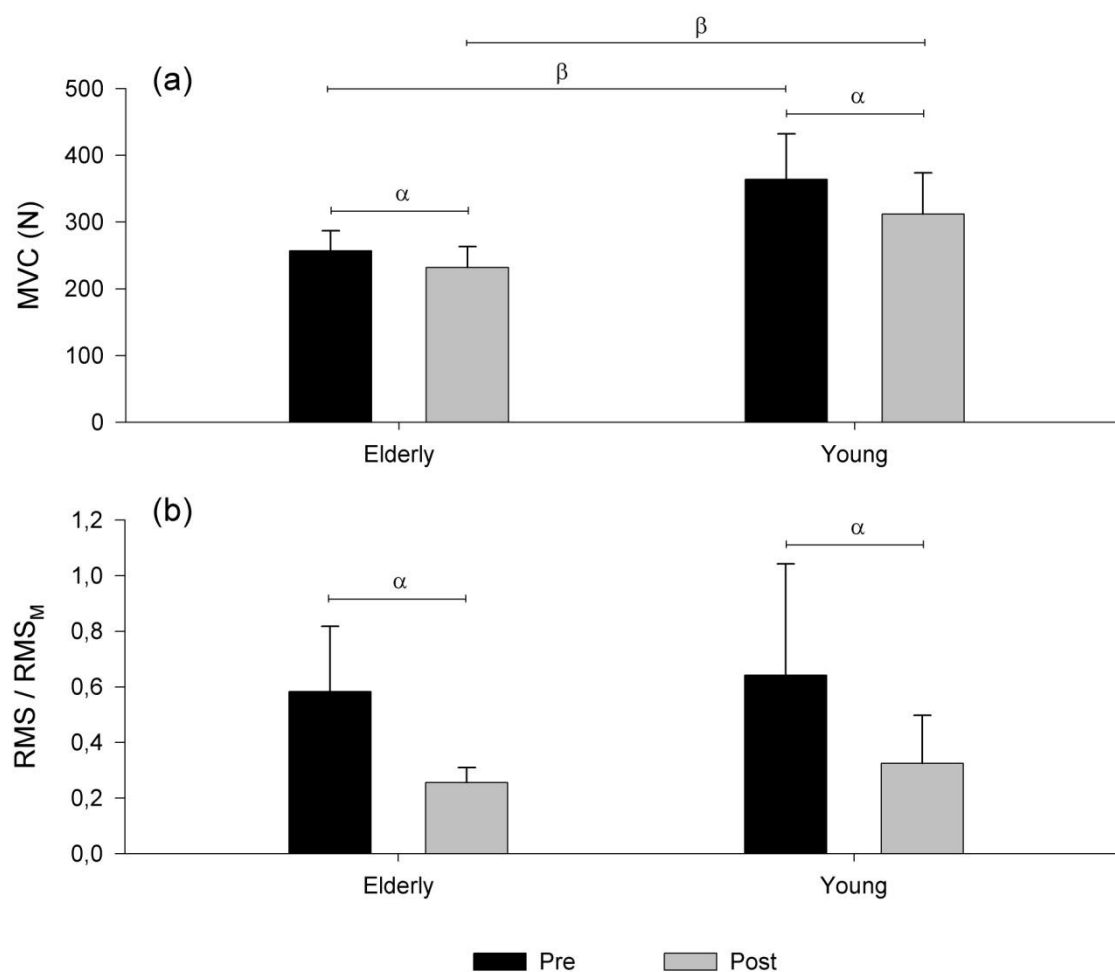 β
β
(a)
500
α
400
α
300
MVC (N)
200
100
0
Elderly Young
(b)
1,2
α
1,0
α
0,8
RMS / RMS_M
0,6
0,4
0,2
0,0
Elderly Young
Pre Post